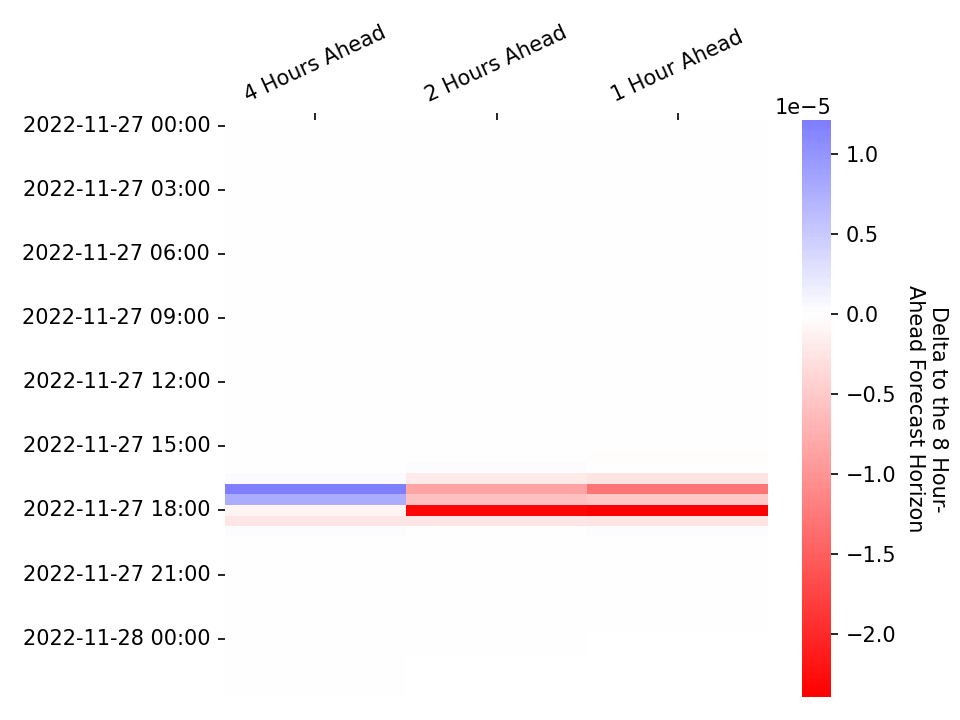 4 Hours Ahead
2 Hours Ahead
1 Hour Ahead
1e−5
2022-11-27 00:00
2022-11-27 03:00
2022-11-27 06:00
2022-11-27 09:00
2022-11-27 12:00
2022-11-27 15:00
2022-11-27 18:00
2022-11-27 21:00
2022-11-28 00:00
1.0
0.5
0.0
−0.5
−1.0
−1.5
−2.0
Delta to the 8 Hour-
Ahead Forecast Horizon